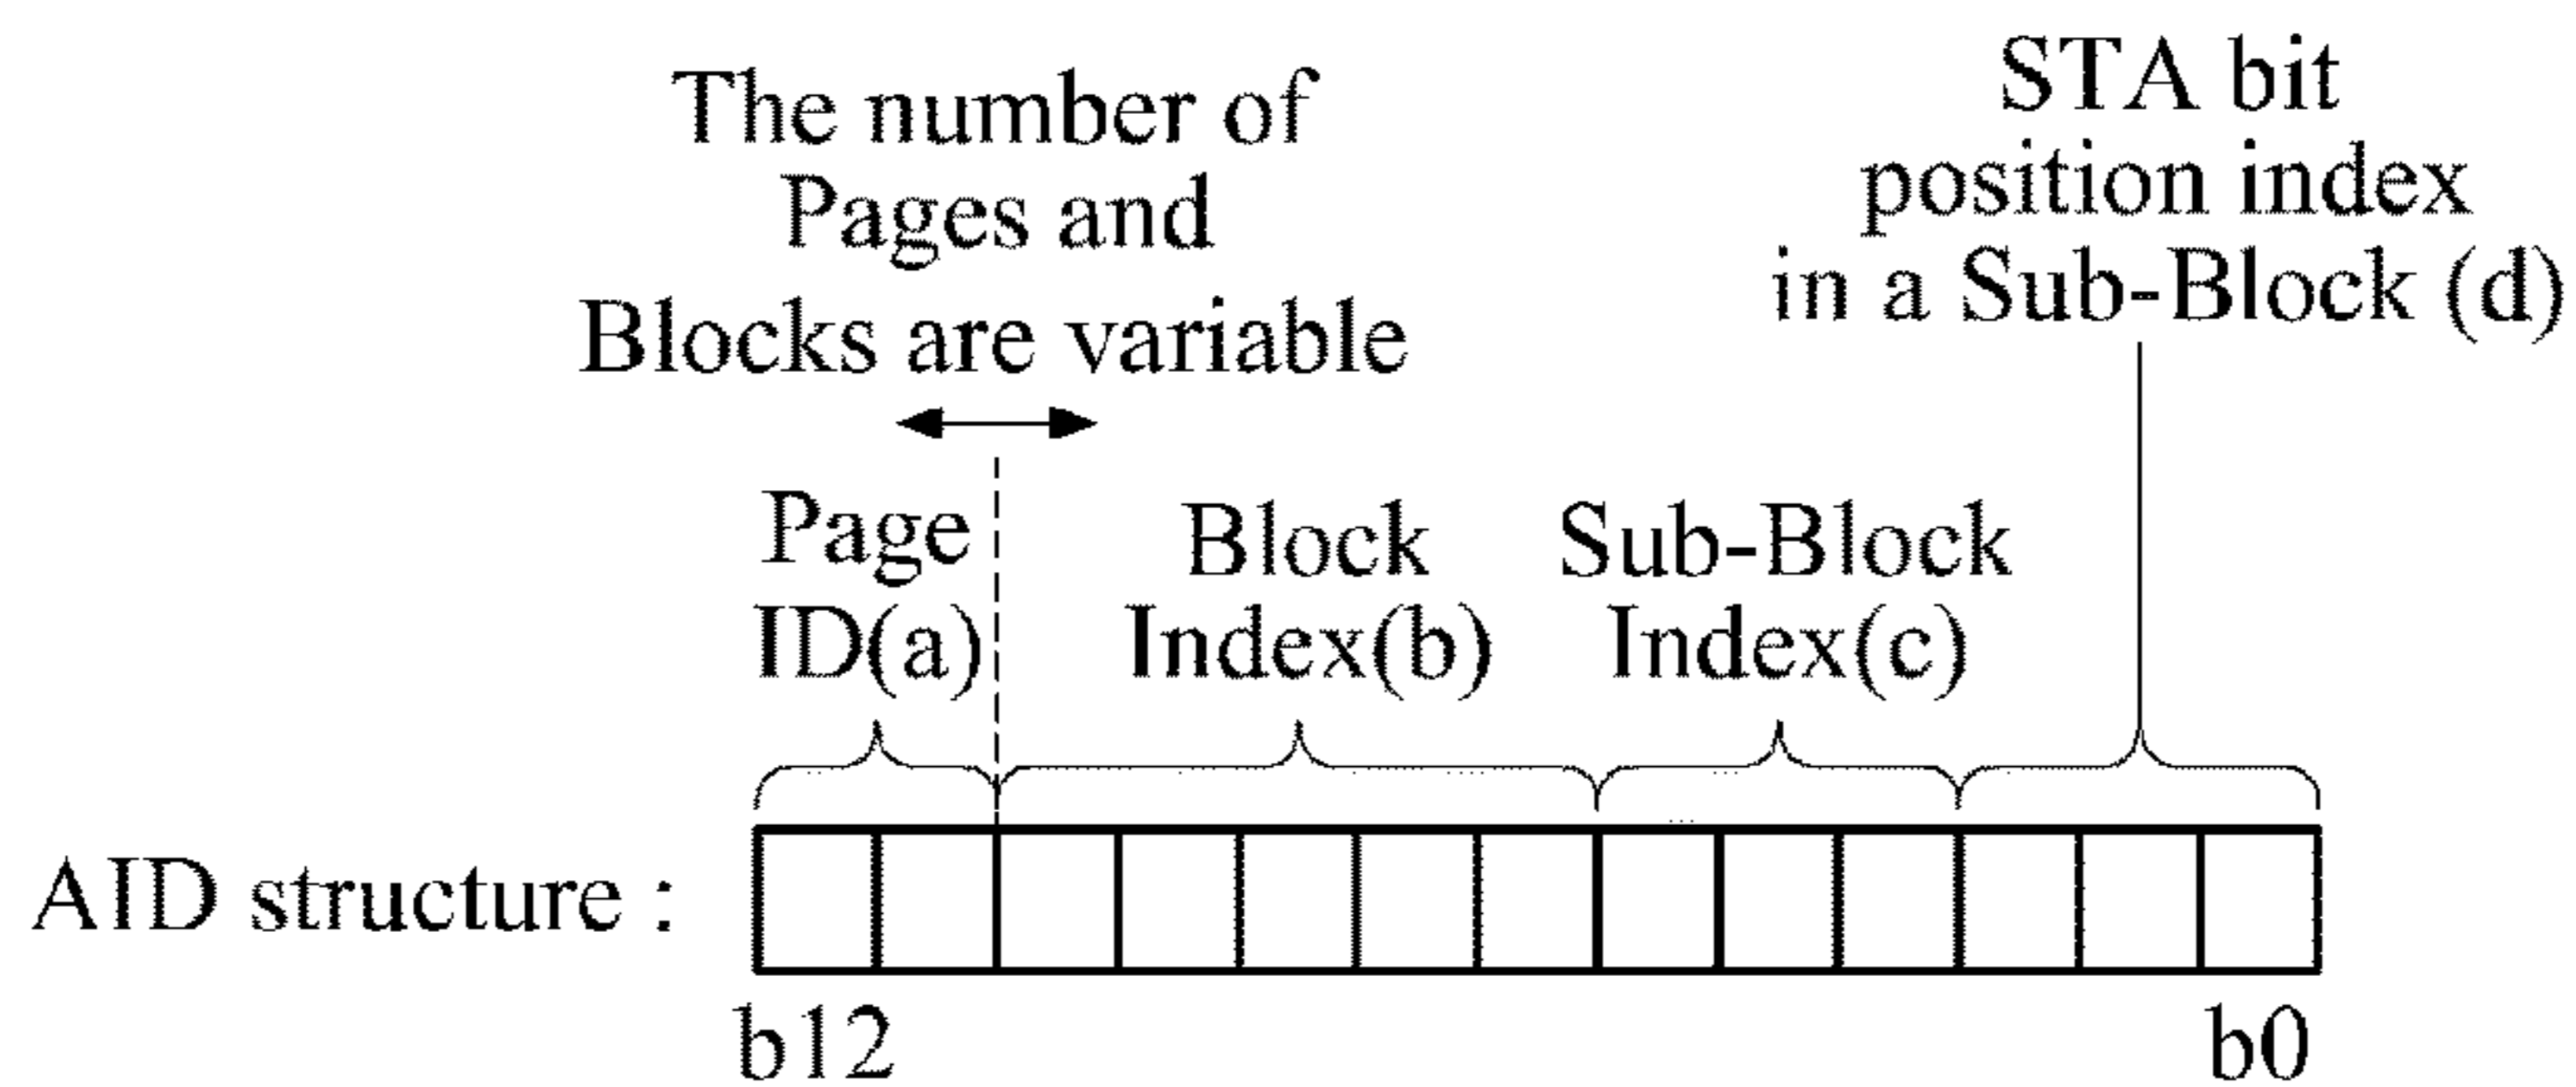 The number of
Pages and
Blocks are variable
STA bit
position index
in a Sub-Block (d)
Page
ID(a)
Block
Index(b)
Sub-Block
Index(c)
AID structure :
b12
b0